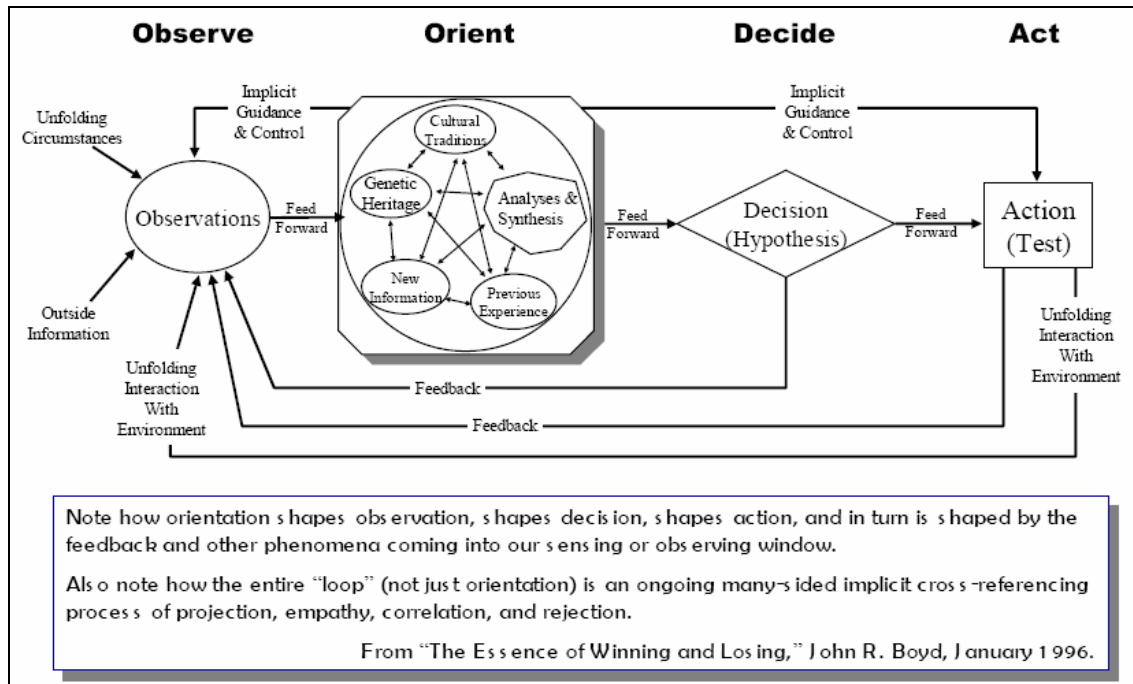 Observe
Orient
Decide
Act
Implicit
Guidance
& Control
Implicit
Guidance
& Control
Unfolding
Circumstances
Cultural
Traditions
Genetic
Heritage
Analyses &
Synthesis
Observations
Feed
Forward
Feed
Forward
Decision
(Hypothesis)
Feed
Forward
Action
(Test)
New
Information
Previous
Experience
Outside
Information
Unfolding
Interaction
With
Environment
Unfolding
Interaction
With
Environment
Feedback
Feedback
Note how orientation shapes observation, shapes decision, shapes action, and in turn is shaped by the
feedback and other phenomena coming into our sensing or observing window.
Also note how the entire “loop” (not just orientation) is an ongoing many-sided implicit cross-referencing
process of projection, empathy, correlation, and rejection.
From “The Essence of Winning and Losing,” John R. Boyd, January 1996.